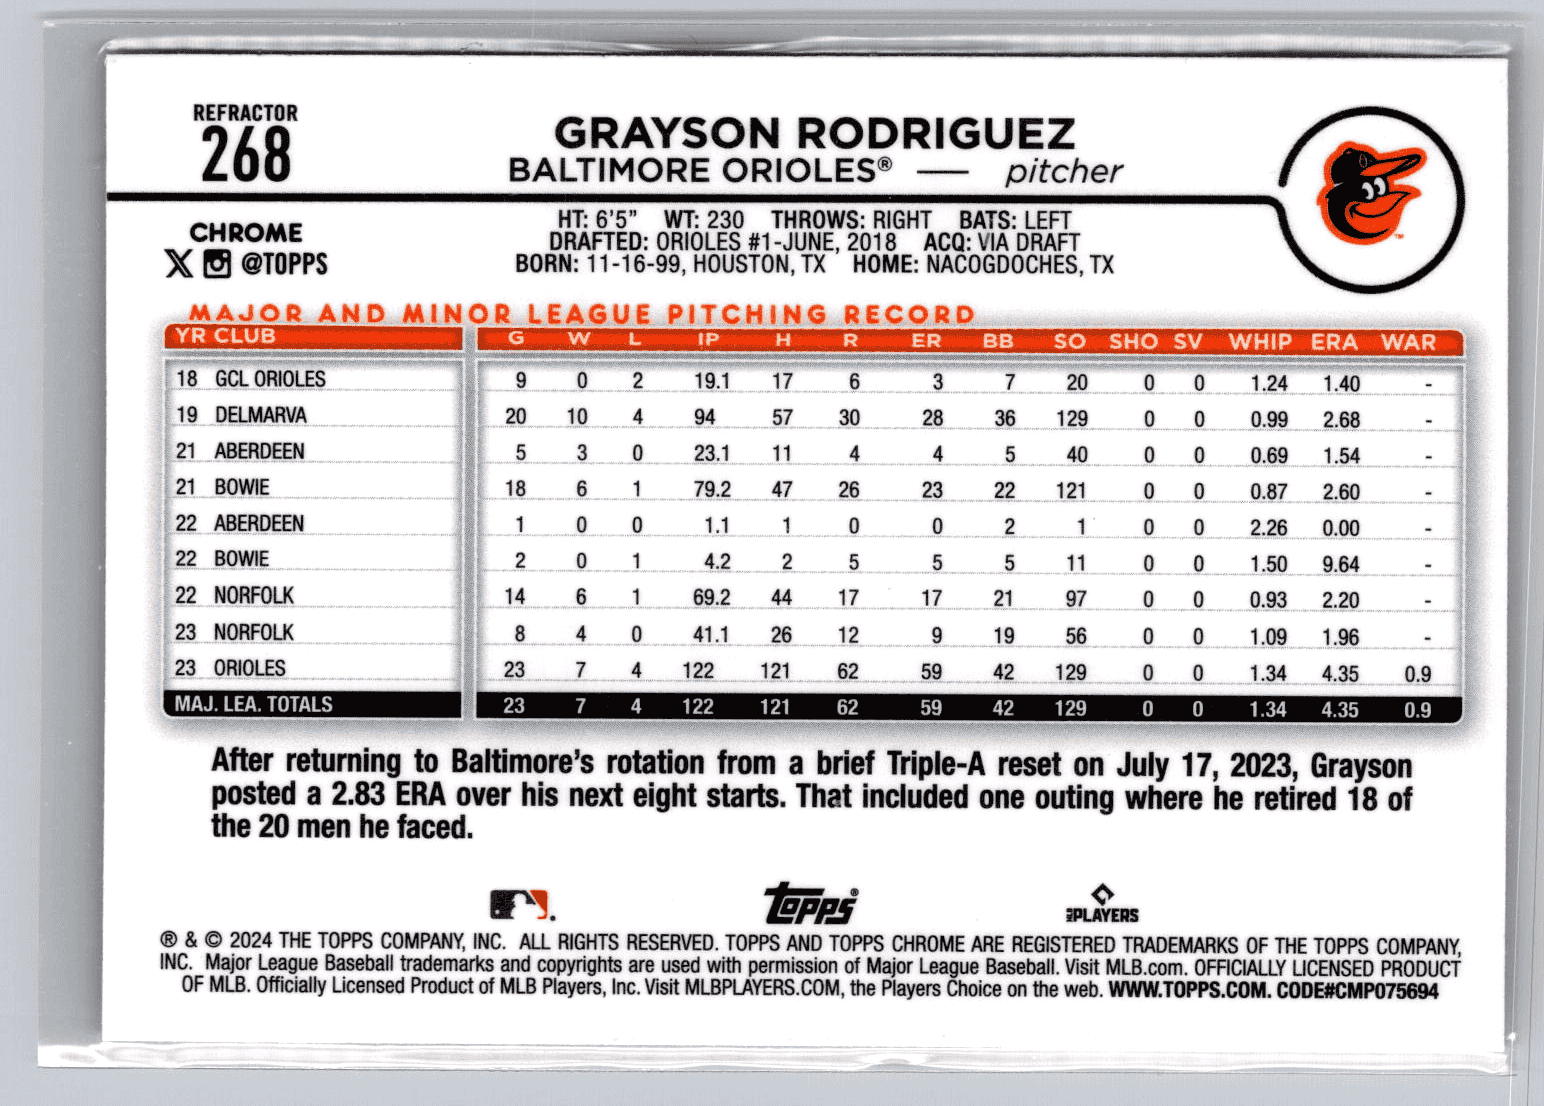 REFRACTOR
268
GRAYSON RODRIGUEZ
BALTIMORE ORIOLES® — pitcher
CHROME
X @TOPPS
HT: 6'5" WT: 230 THROWS: RIGHT BATS: LEFT
DRAFTED: ORIOLES #1-JUNE, 2018 ACQ: VIA DRAFT
BORN: 11-16-99, HOUSTON, TX HOME: NACOGDOCHES, TX
TM
MAJOR AND MINOR LEAGUE PITCHING RECORD
YR CLUB G W L IP H R ER BB SO SHO SV WHIP ERA WAR
18 GCL ORIOLES 9 0 2 19.1 17 6 3 7 20 0 0 1.24 1.40 -
19 DELMARVA 20 10 4 94 57 30 28 36 129 0 0 0.99 2.68 -
21 ABERDEEN 5 3 0 23.1 11 4 4 5 40 0 0 0.69 1.54 -
21 BOWIE 18 6 1 79.2 47 26 23 22 121 0 0 0.87 2.60 -
22 ABERDEEN 1 0 0 1.1 1 0 0 2 1 0 0 2.26 0.00 -
22 BOWIE 2 0 1 4.2 2 5 5 5 11 0 0 1.50 9.64 -
22 NORFOLK 14 6 1 69.2 44 17 17 21 97 0 0 0.93 2.20 -
23 NORFOLK 8 4 0 41.1 26 12 9 19 56 0 0 1.09 1.96 -
23 ORIOLES 23 7 4 122 121 62 59 42 129 0 0 1.34 4.35 0.9
MAJ. LEA. TOTALS 23 7 4 122 121 62 59 42 129 0 0 1.34 4.35 0.9
After returning to Baltimore's rotation from a brief Triple-A reset on July 17, 2023, Grayson
posted a 2.83 ERA over his next eight starts. That included one outing where he retired 18 of
the 20 men he faced.
TOPPS®
MLB PLAYERS
® & © 2024 THE TOPPS COMPANY, INC. ALL RIGHTS RESERVED. TOPPS AND TOPPS CHROME ARE REGISTERED TRADEMARKS OF THE TOPPS COMPANY,
INC. Major League Baseball trademarks and copyrights are used with permission of Major League Baseball. Visit MLB.com. OFFICIALLY LICENSED PRODUCT
OF MLB. Officially Licensed Product of MLB Players, Inc. Visit MLBPLAYERS.COM, the Players Choice on the web. WWW.TOPPS.COM. CODE#CMP075694